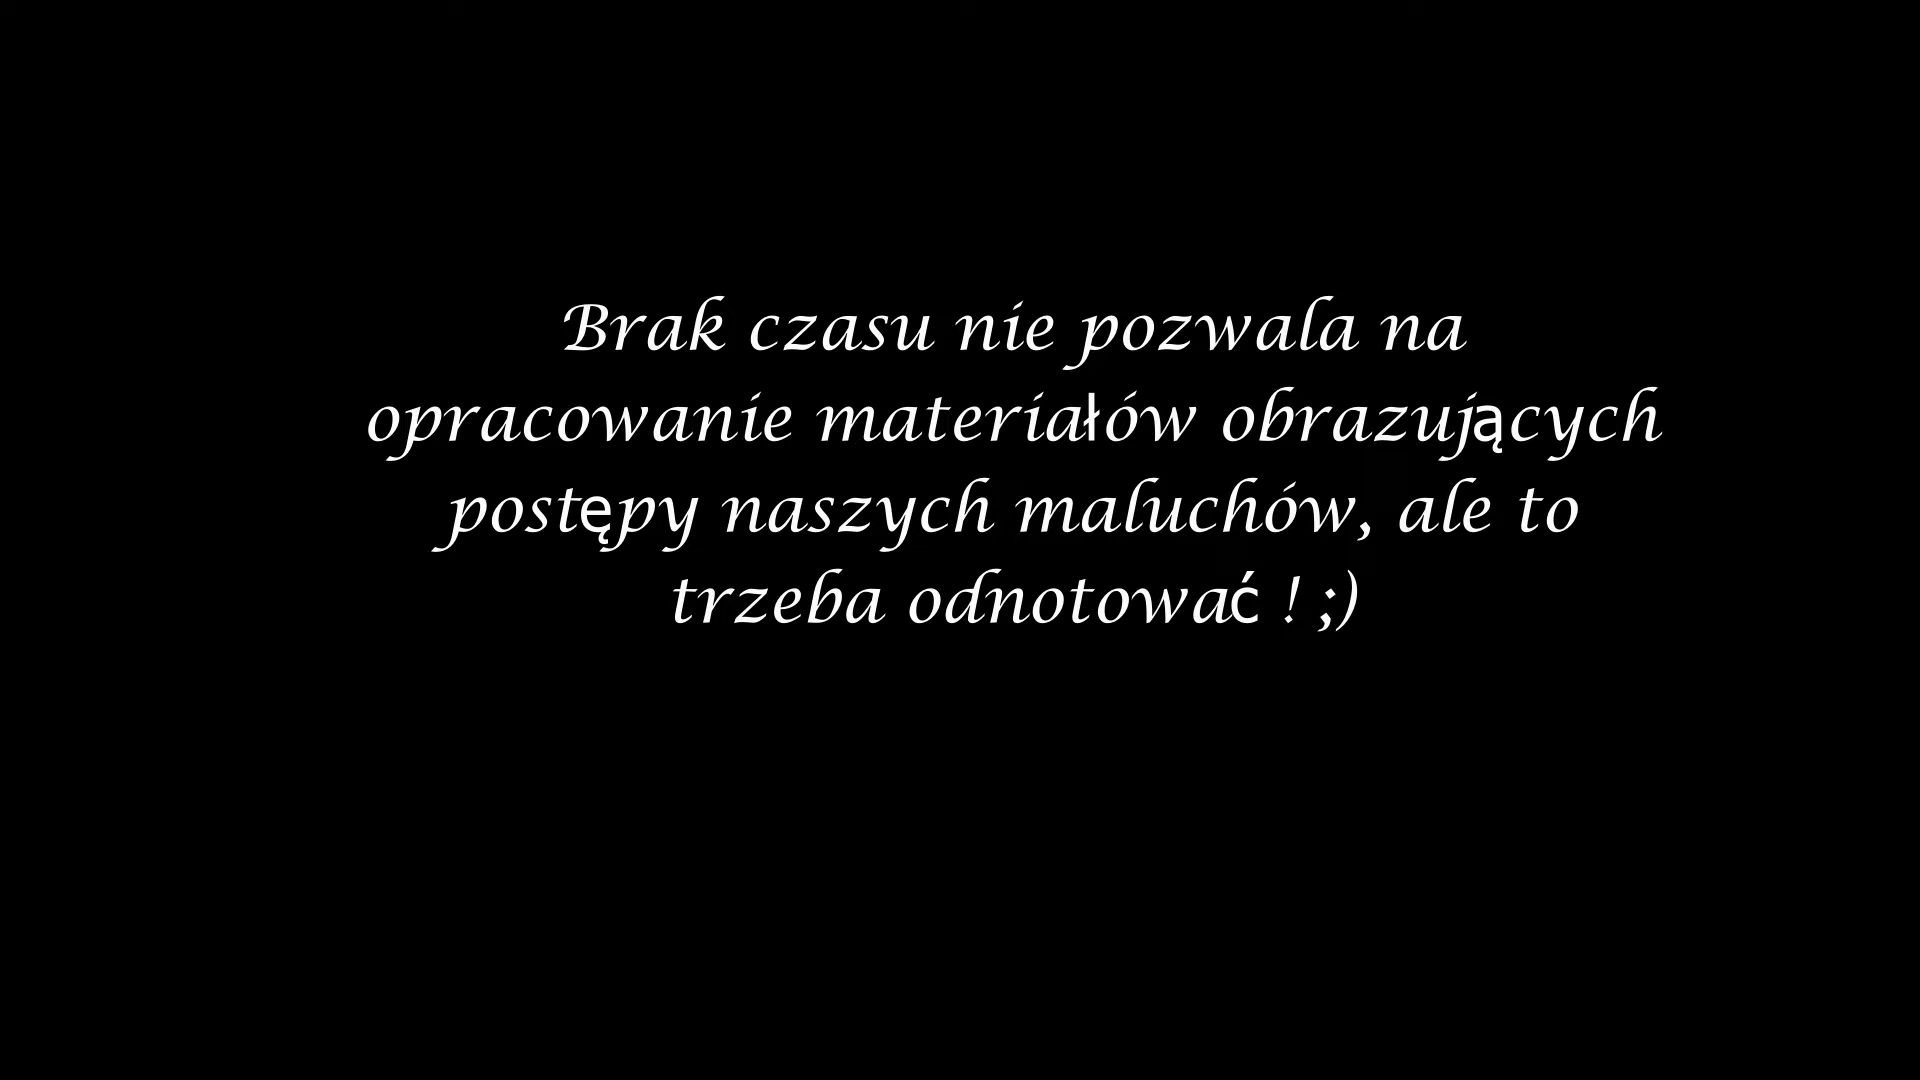 Brak czasu nie pozwala na
opracowanie materiałów obrazujących
postępy naszych maluchów, ale to
trzeba odnotować ! ;)